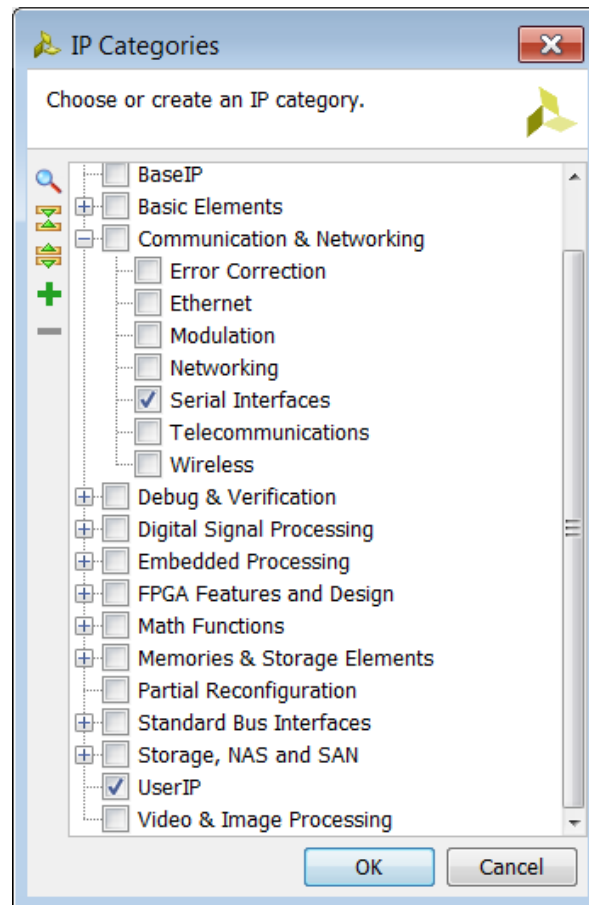 IP Categories
Choose or create an IP category.
BaseIP
Basic Elements
Communication & Networking
Error Correction
Ethernet
Modulation
Networking
Serial Interfaces
Telecommunications
Wireless
Debug & Verification
Digital Signal Processing
Embedded Processing
FPGA Features and Design
Math Functions
Memories & Storage Elements
Partial Reconfiguration
Standard Bus Interfaces
Storage, NAS and SAN
UserIP
Video & Image Processing
OK Cancel